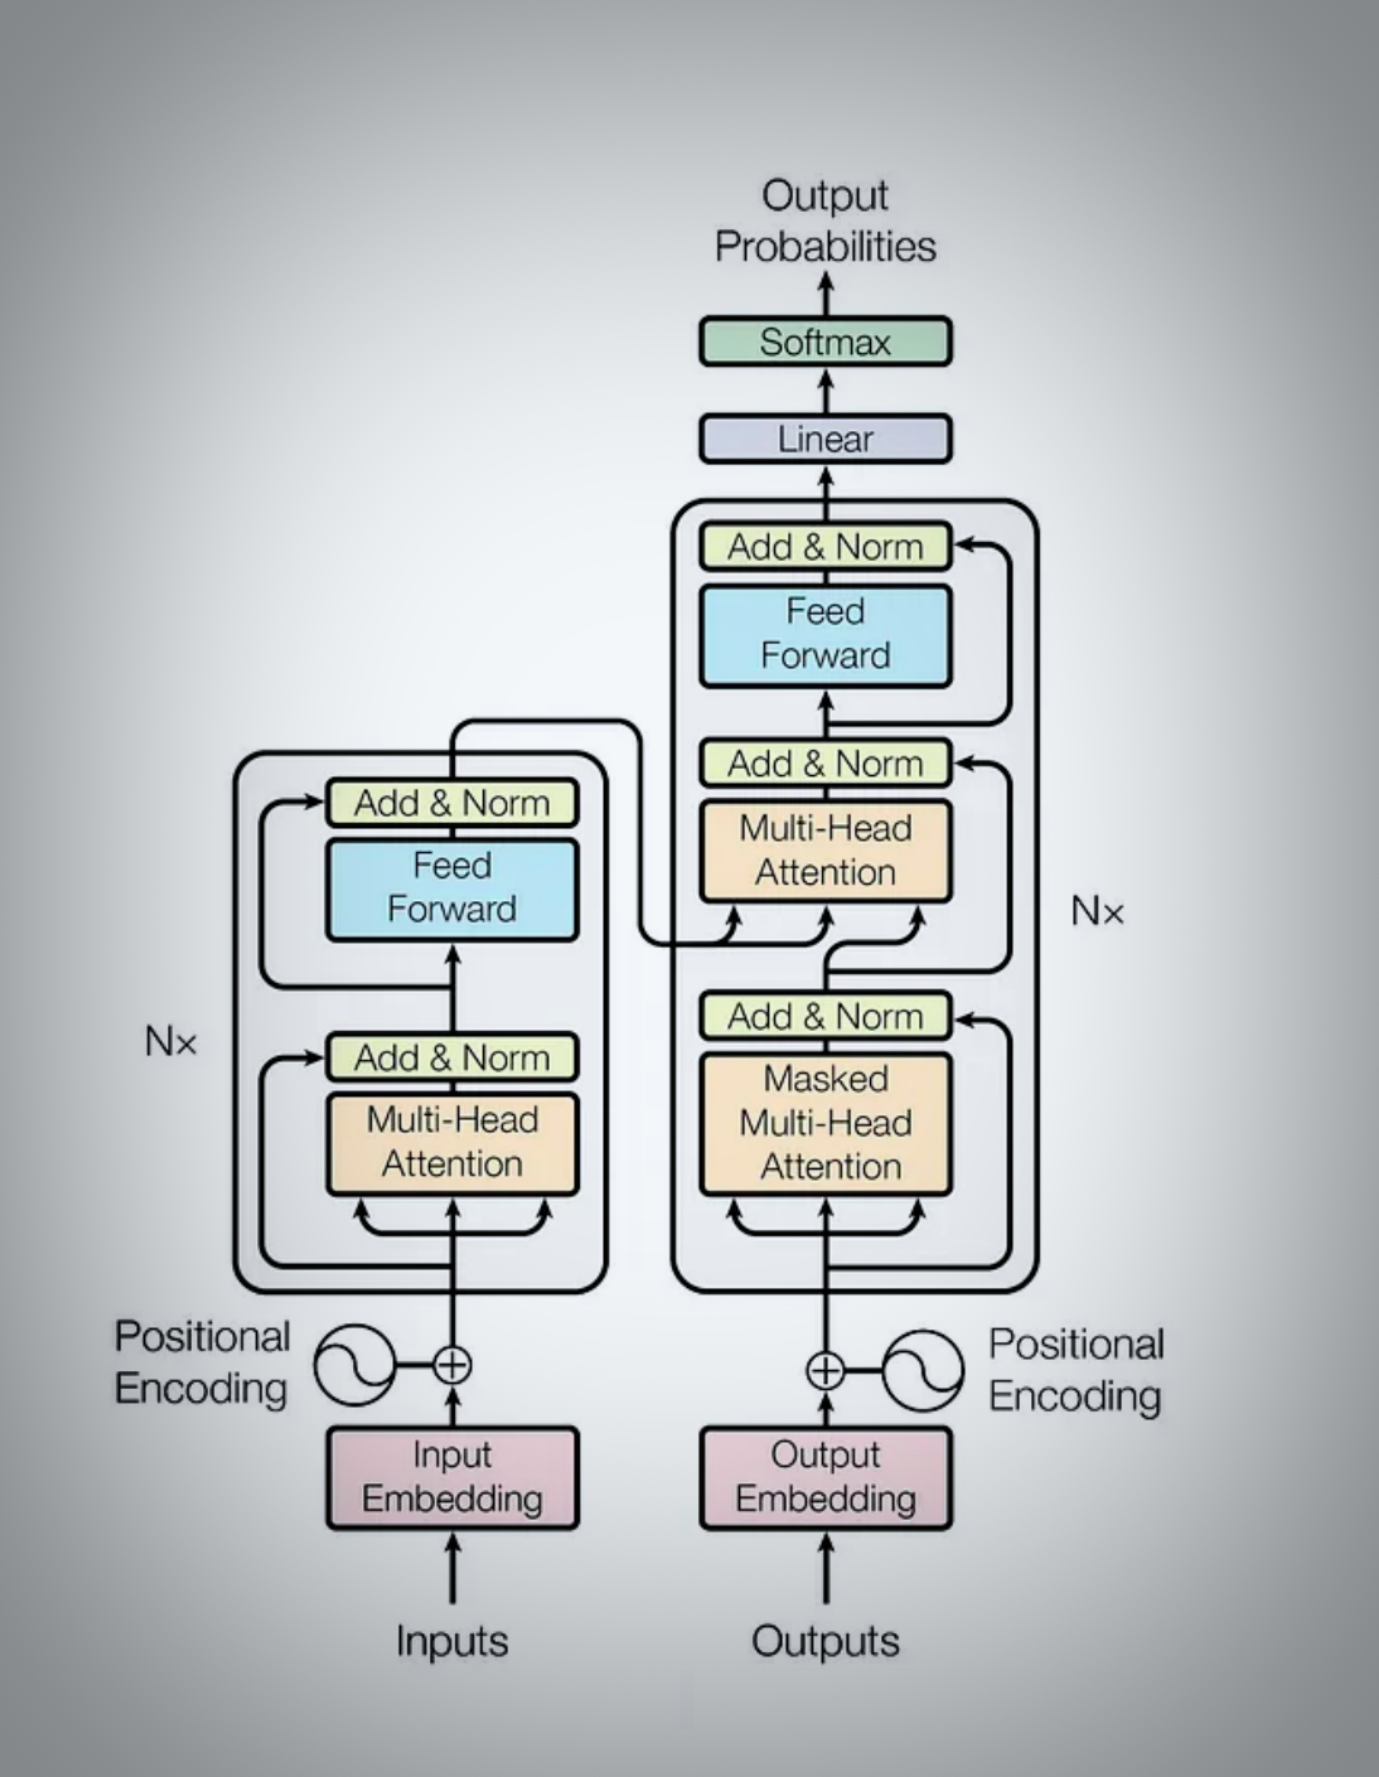 Output
Probabilities
Softmax
Linear
Add & Norm
Feed
Forward
Add & Norm
Multi-Head
Attention
Add & Norm
Masked
Multi-Head
Attention
Nx
Add & Norm
Feed
Forward
Add & Norm
Multi-Head
Attention
Nx
Positional
Encoding
Positional
Encoding
Input
Embedding
Output
Embedding
Inputs
Outputs